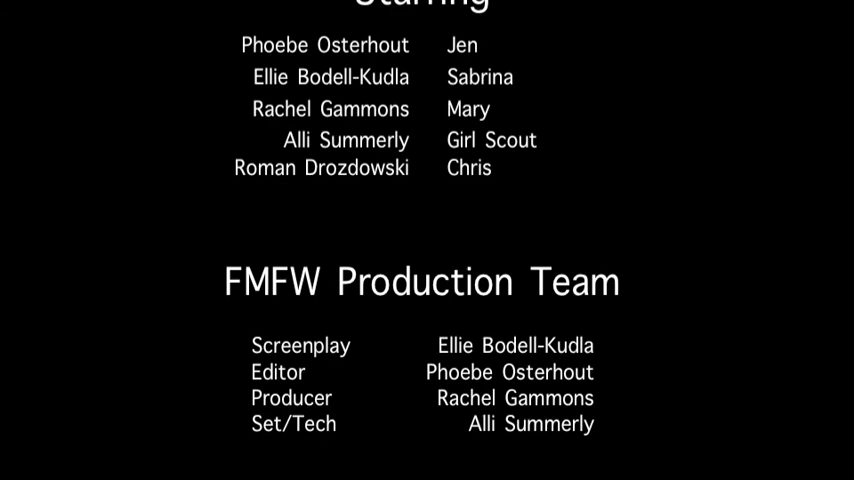 Starring
Phoebe Osterhout Jen
Ellie Bodell-Kudla Sabrina
Rachel Gammons Mary
Alli Summerly Girl Scout
Roman Drozdowski Chris
FMFW Production Team
Screenplay Ellie Bodell-Kudla
Editor Phoebe Osterhout
Producer Rachel Gammons
Set/Tech Alli Summerly